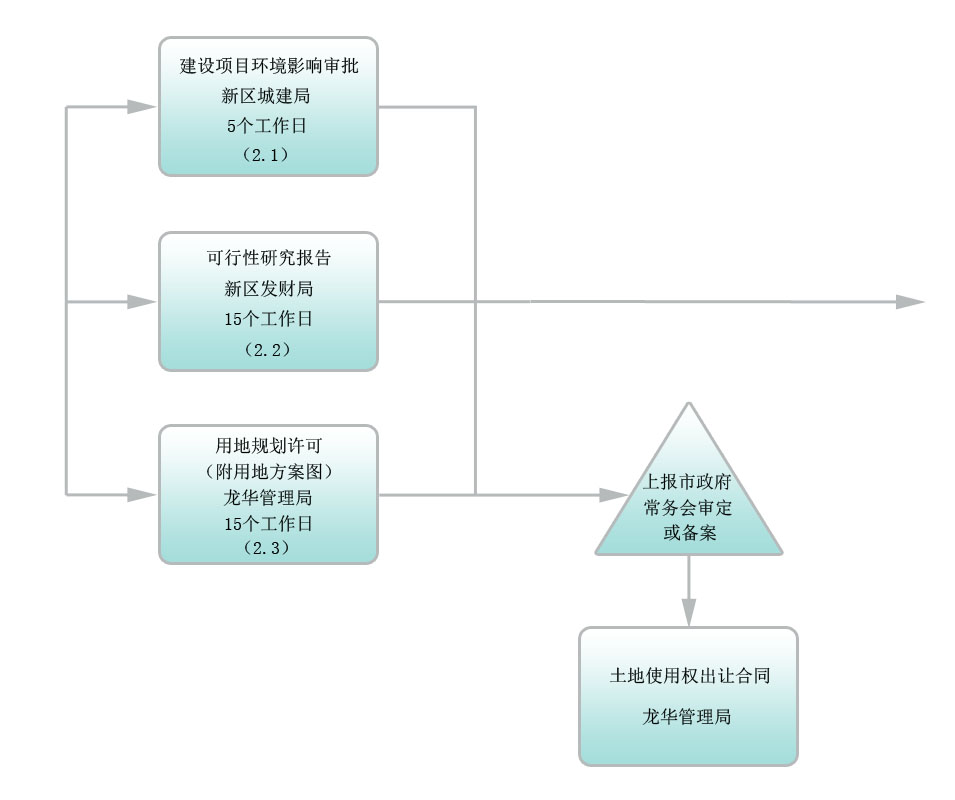 建设项目环境影响审批
新区城建局
5个工作日
（2.1）
可行性研究报告
新区发财局
15个工作日
（2.2）
用地规划许可
（附用地方案图）
龙华管理局
15个工作日
（2.3）
上报市政府
常务会审定
或备案
土地使用权出让合同
龙华管理局